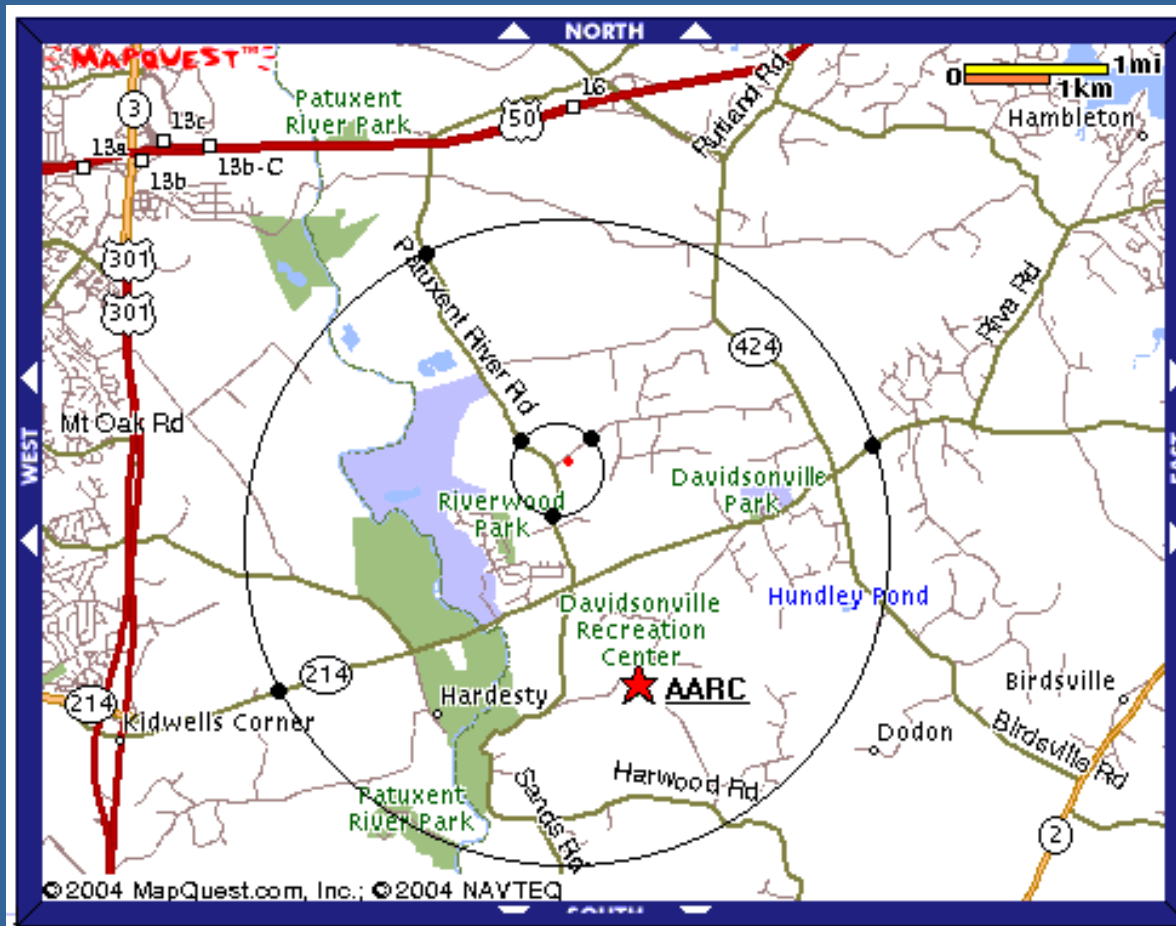 NORTH
MAPQUEST™
0
1mi
1km
3
Patuxent
River Park
16
50
Rutland Rd
Hambleton
13c
13a
13b
13b-C
301
301
Patuxent River Rd
Riva Rd
424
Mt Oak Rd
WEST
EAST
Riverwood
Park
Davidsonville
Park
Hundley Pond
Davidsonville
Recreation
Center
214
AARC
Hardesty
214
Kidwells Corner
Birdsville
Dodon
Birdsville Rd
Harwood Rd
Sands Rd
Patuxent
River Park
2
©2004 MapQuest.com, Inc.; ©2004 NAVTEQ
SOUTH